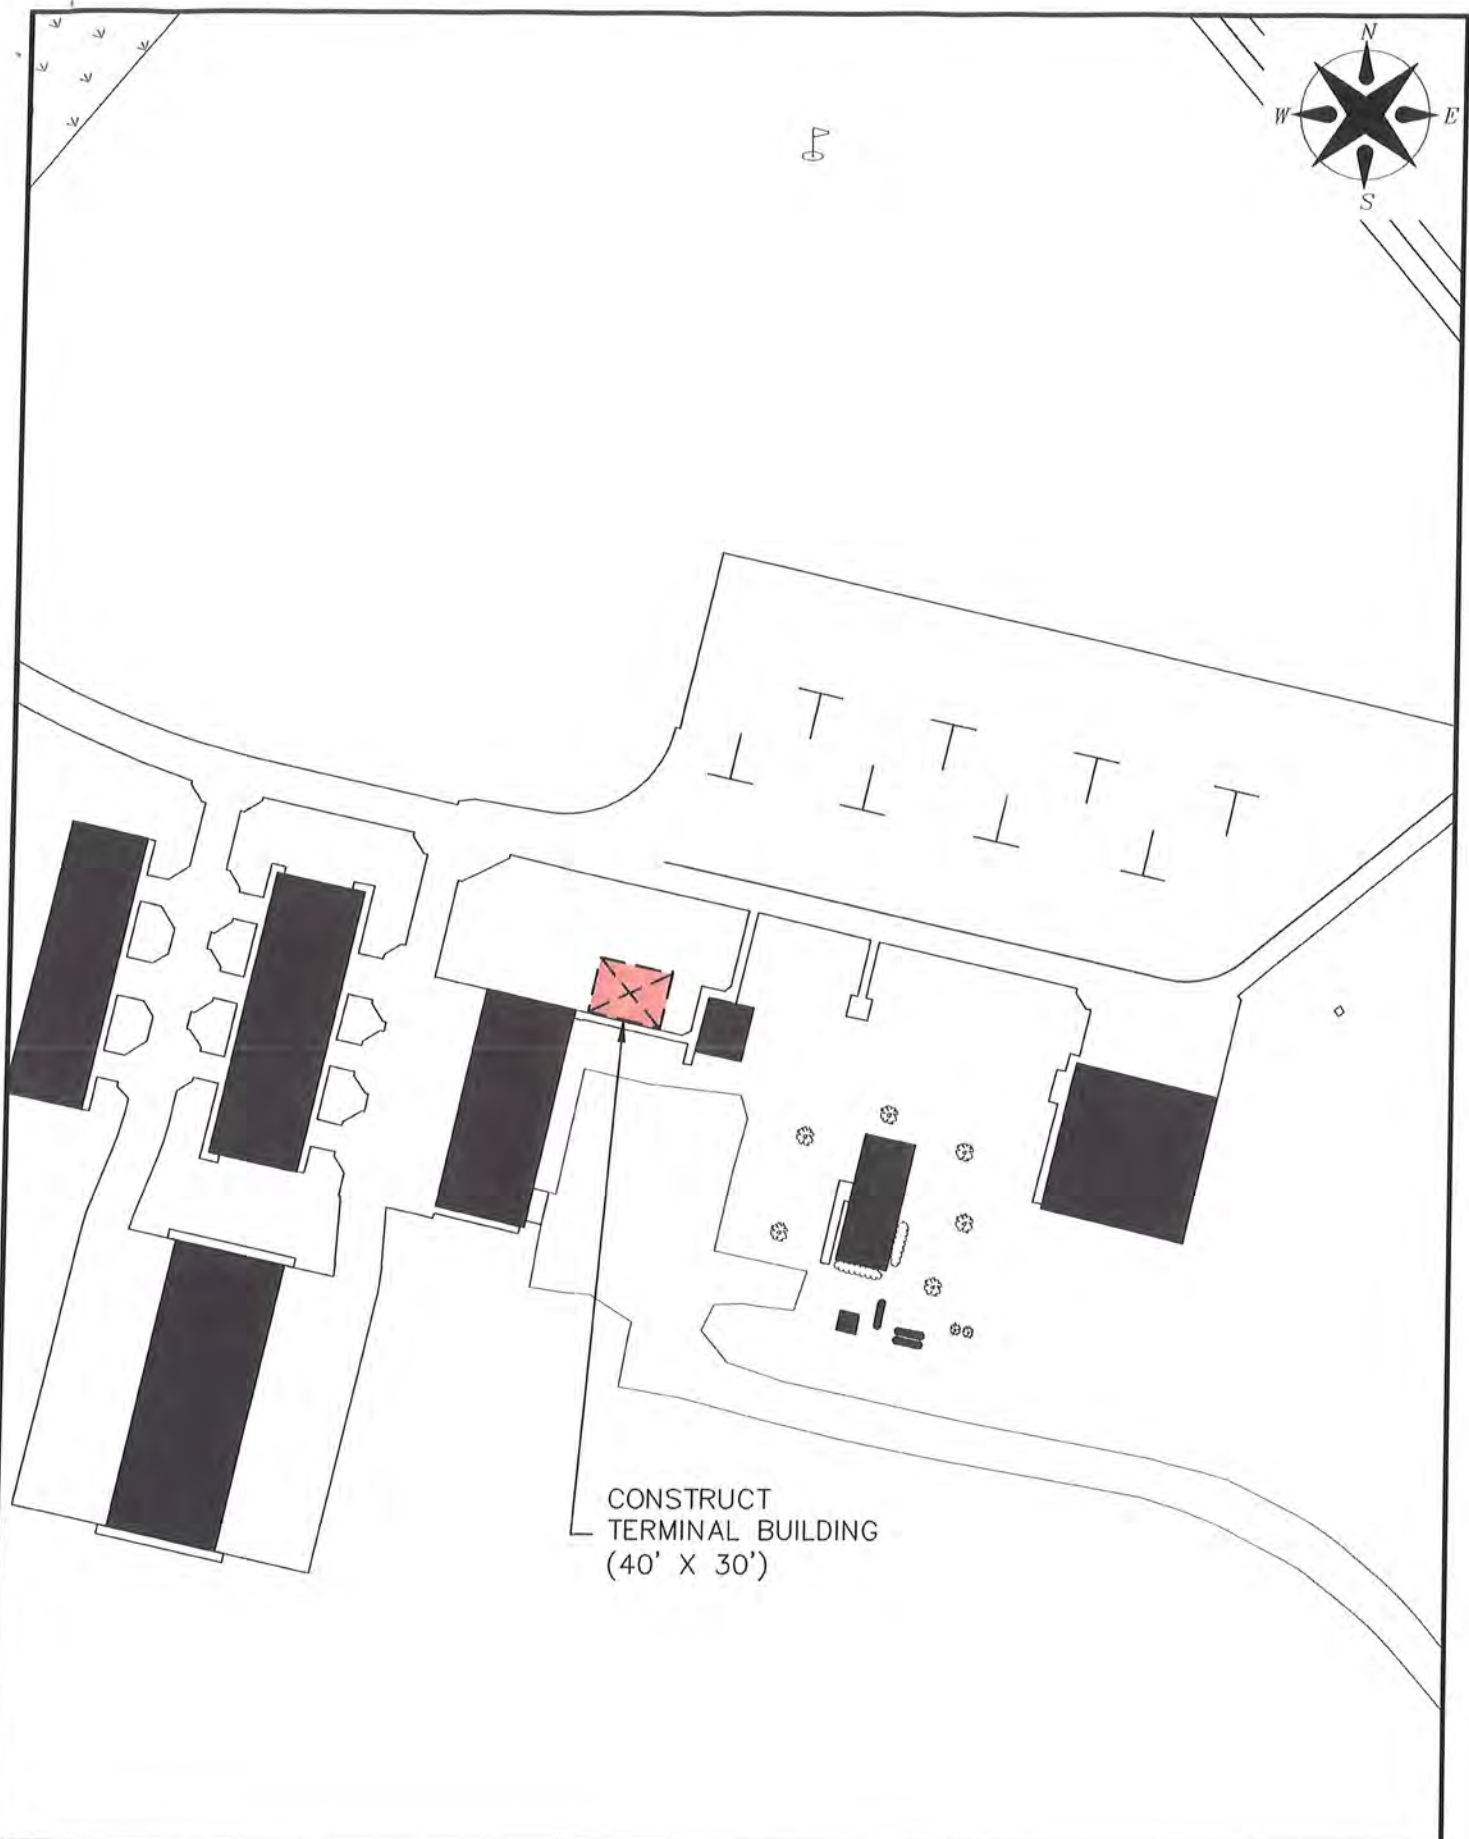 N
W E
S
CONSTRUCT
TERMINAL BUILDING
(40' X 30')